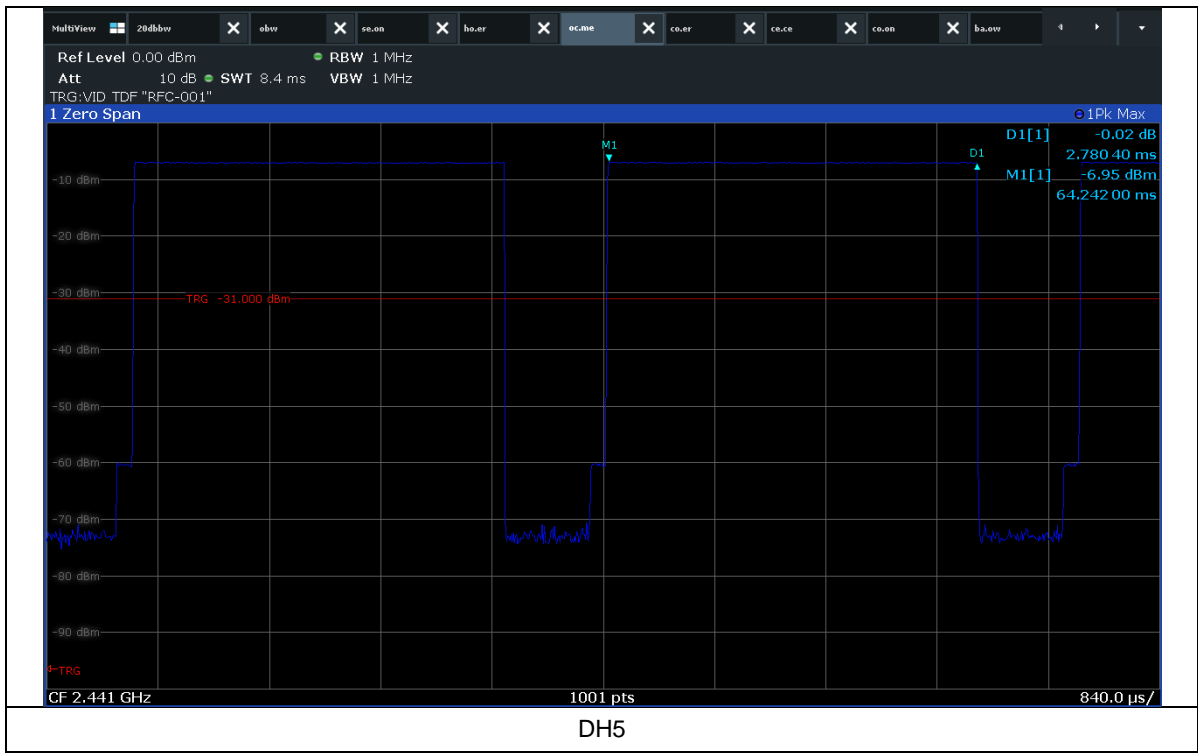 MultiView 20dbbw obw se.on ho.er oc.me co.er ce.ce co.on ba.ow
Ref Level 0.00 dBm RBW 1 MHz
Att 10 dB SWT 8.4 ms VBW 1 MHz
TRG:VID TDF "RFC-001"
1 Zero Span 1Pk Max
D1[1] -0.02 dB
2.780 40 ms
M1[1] -6.95 dBm
64.242 00 ms
M1
D1
-10 dBm
-20 dBm
-30 dBm
TRG -31.000 dBm
-40 dBm
-50 dBm
-60 dBm
-70 dBm
-80 dBm
-90 dBm
TRG
CF 2.441 GHz 1001 pts 840.0 µs/
DH5